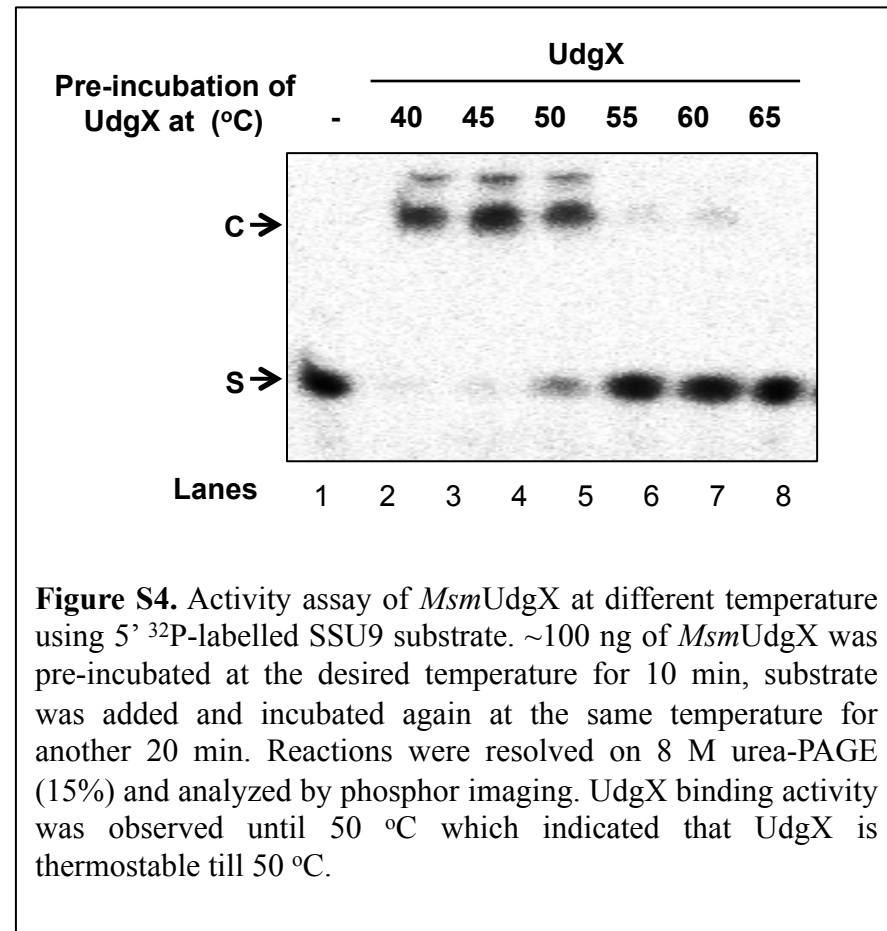 UdgX
Pre-incubation of
UdgX at (°C) - 40 45 50 55 60 65
C
S
Lanes 1 2 3 4 5 6 7 8
Figure S4. Activity assay of MsmUdgX at different temperature
using 5’ ³²P-labelled SSU9 substrate. ~100 ng of MsmUdgX was
pre-incubated at the desired temperature for 10 min, substrate
was added and incubated again at the same temperature for
another 20 min. Reactions were resolved on 8 M urea-PAGE
(15%) and analyzed by phosphor imaging. UdgX binding activity
was observed until 50 °C which indicated that UdgX is
thermostable till 50 °C.